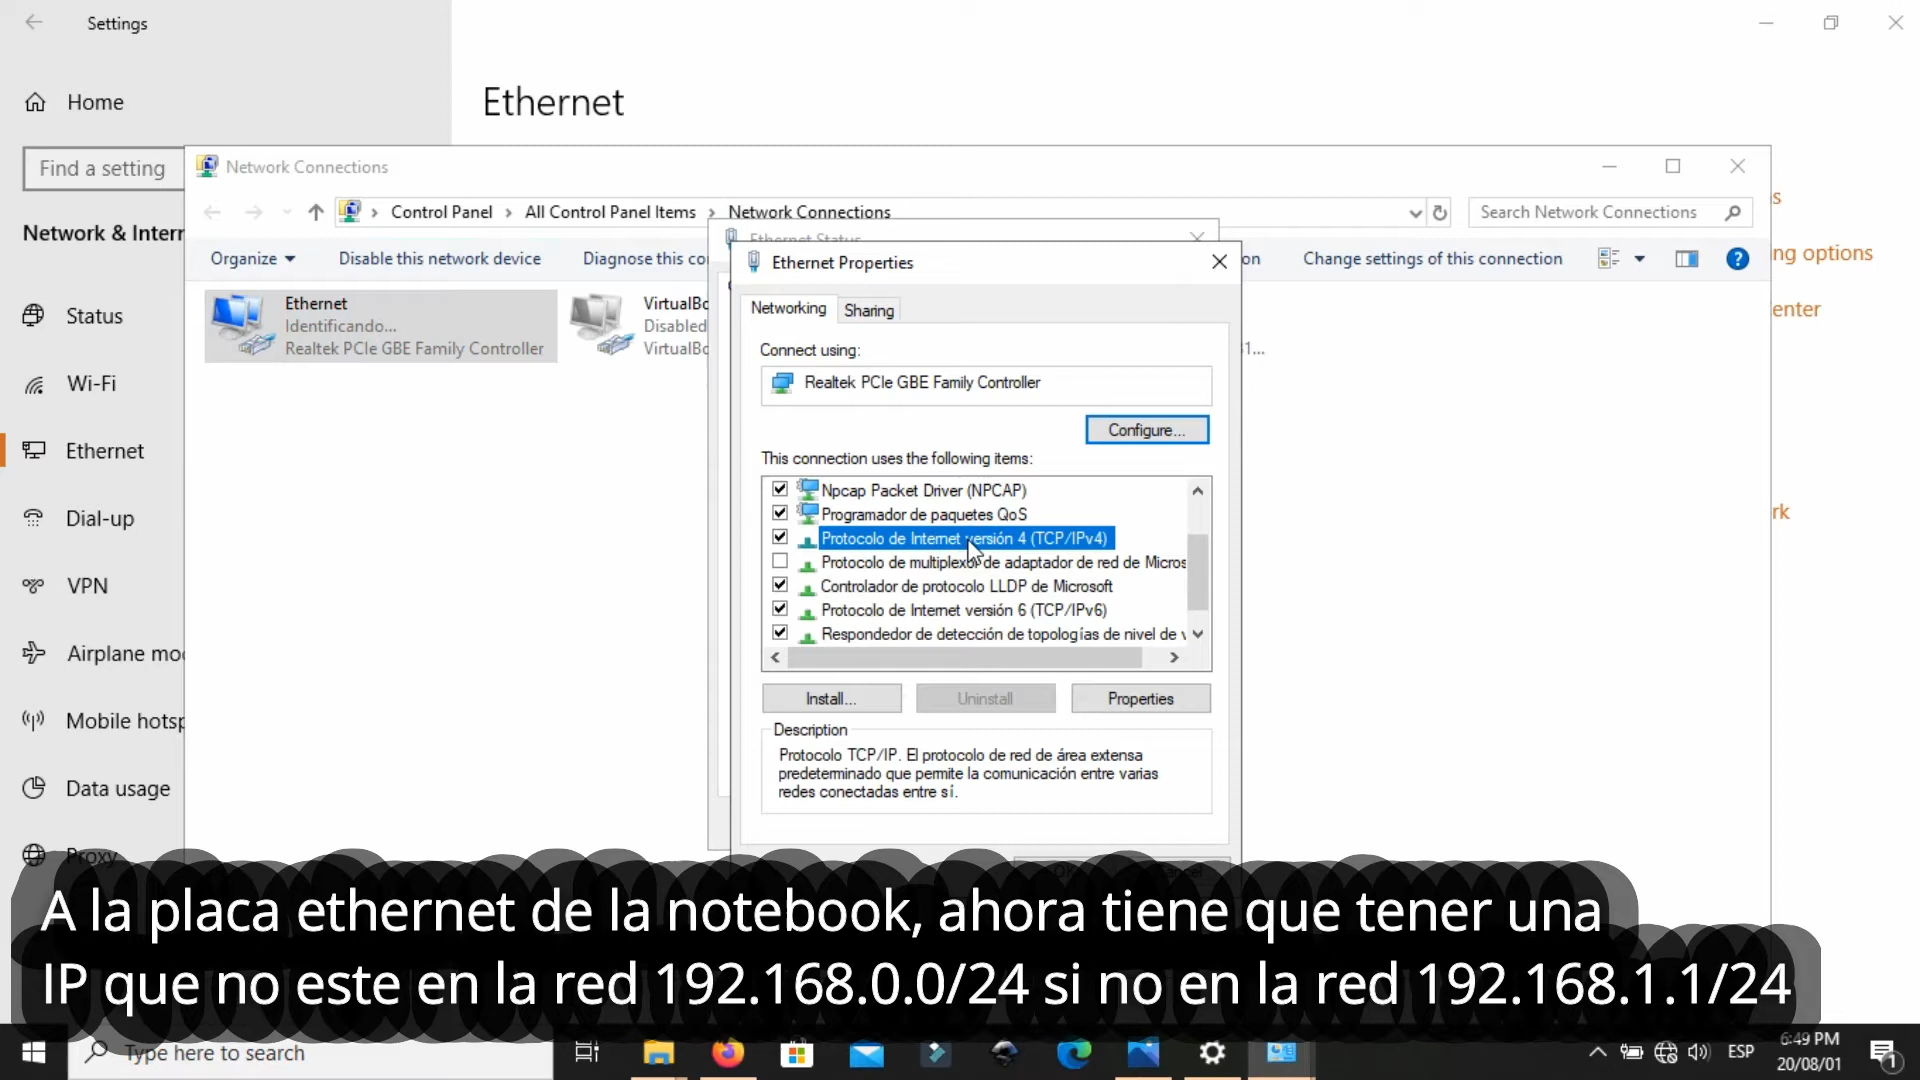 Settings
Home
Ethernet
Find a setting
Network & Intern
Status
Wi-Fi
Ethernet
Dial-up
VPN
Airplane mo
Mobile hotsp
Data usage
Proxy
Network Connections
Control Panel > All Control Panel Items > Network Connections
Search Network Connections
Organize
Disable this network device
Diagnose this co
on
Change settings of this connection
ng options
enter
rk
s
Ethernet
Identificando...
Realtek PCIe GBE Family Controller
VirtualBo
Disabled
VirtualBo
1...
Ethernet Status
Ethernet Properties
Networking
Sharing
Connect using:
Realtek PCIe GBE Family Controller
Configure...
This connection uses the following items:
Npcap Packet Driver (NPCAP)
Programador de paquetes QoS
Protocolo de Internet versión 4 (TCP/IPv4)
Protocolo de multiplexor de adaptador de red de Micros
Controlador de protocolo LLDP de Microsoft
Protocolo de Internet versión 6 (TCP/IPv6)
Respondedor de detección de topologías de nivel de v
Install...
Uninstall
Properties
Description
Protocolo TCP/IP. El protocolo de red de área extensa
predeterminado que permite la comunicación entre varias
redes conectadas entre sí.
A la placa ethernet de la notebook, ahora tiene que tener una
IP que no este en la red 192.168.0.0/24 si no en la red 192.168.1.1/24
Type here to search
ESP
6:49 PM
20/08/01
1